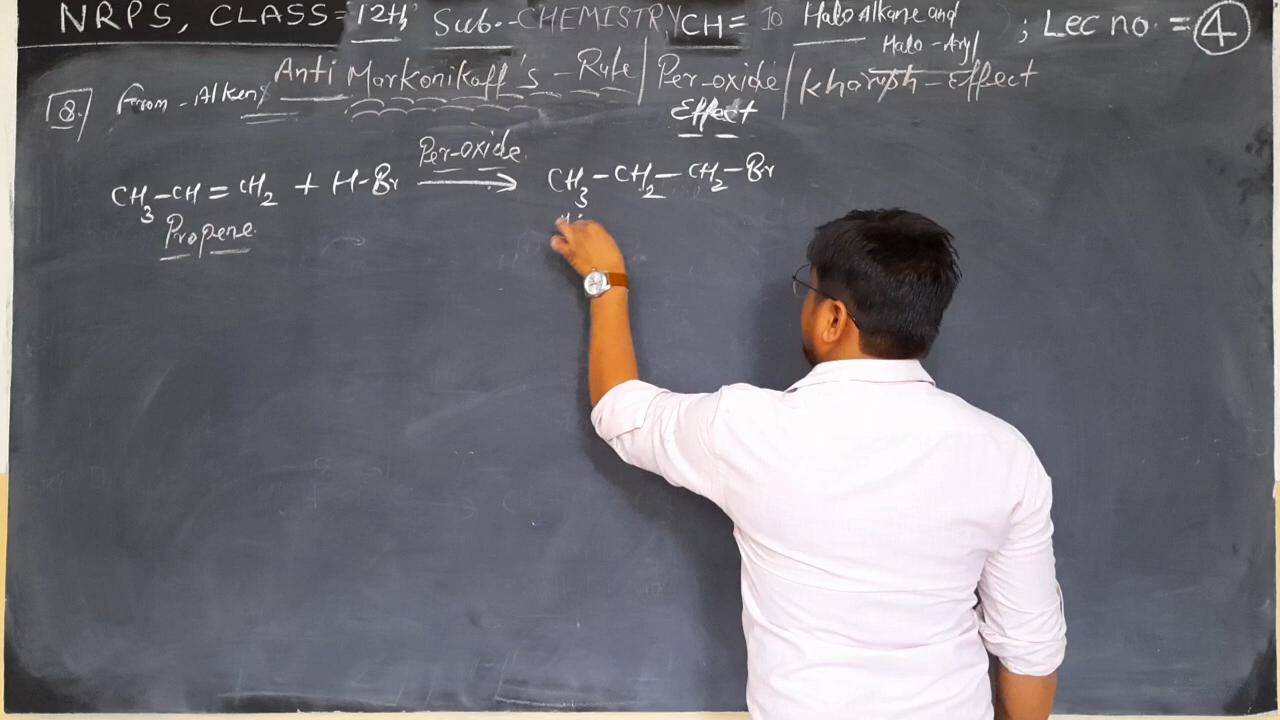 NRPS, CLASS=12th Sub.-CHEMISTRY, CH= 10 Halo Alkane and ; Lec no. = 4
Halo-Aryl
8. From-Alken, Anti Markonikoff's-Rule/Per-oxide/kharash-Effect
Effect
CH3-CH=CH2 + H-Br Per-oxide → CH3-CH2-CH2-Br
Propene